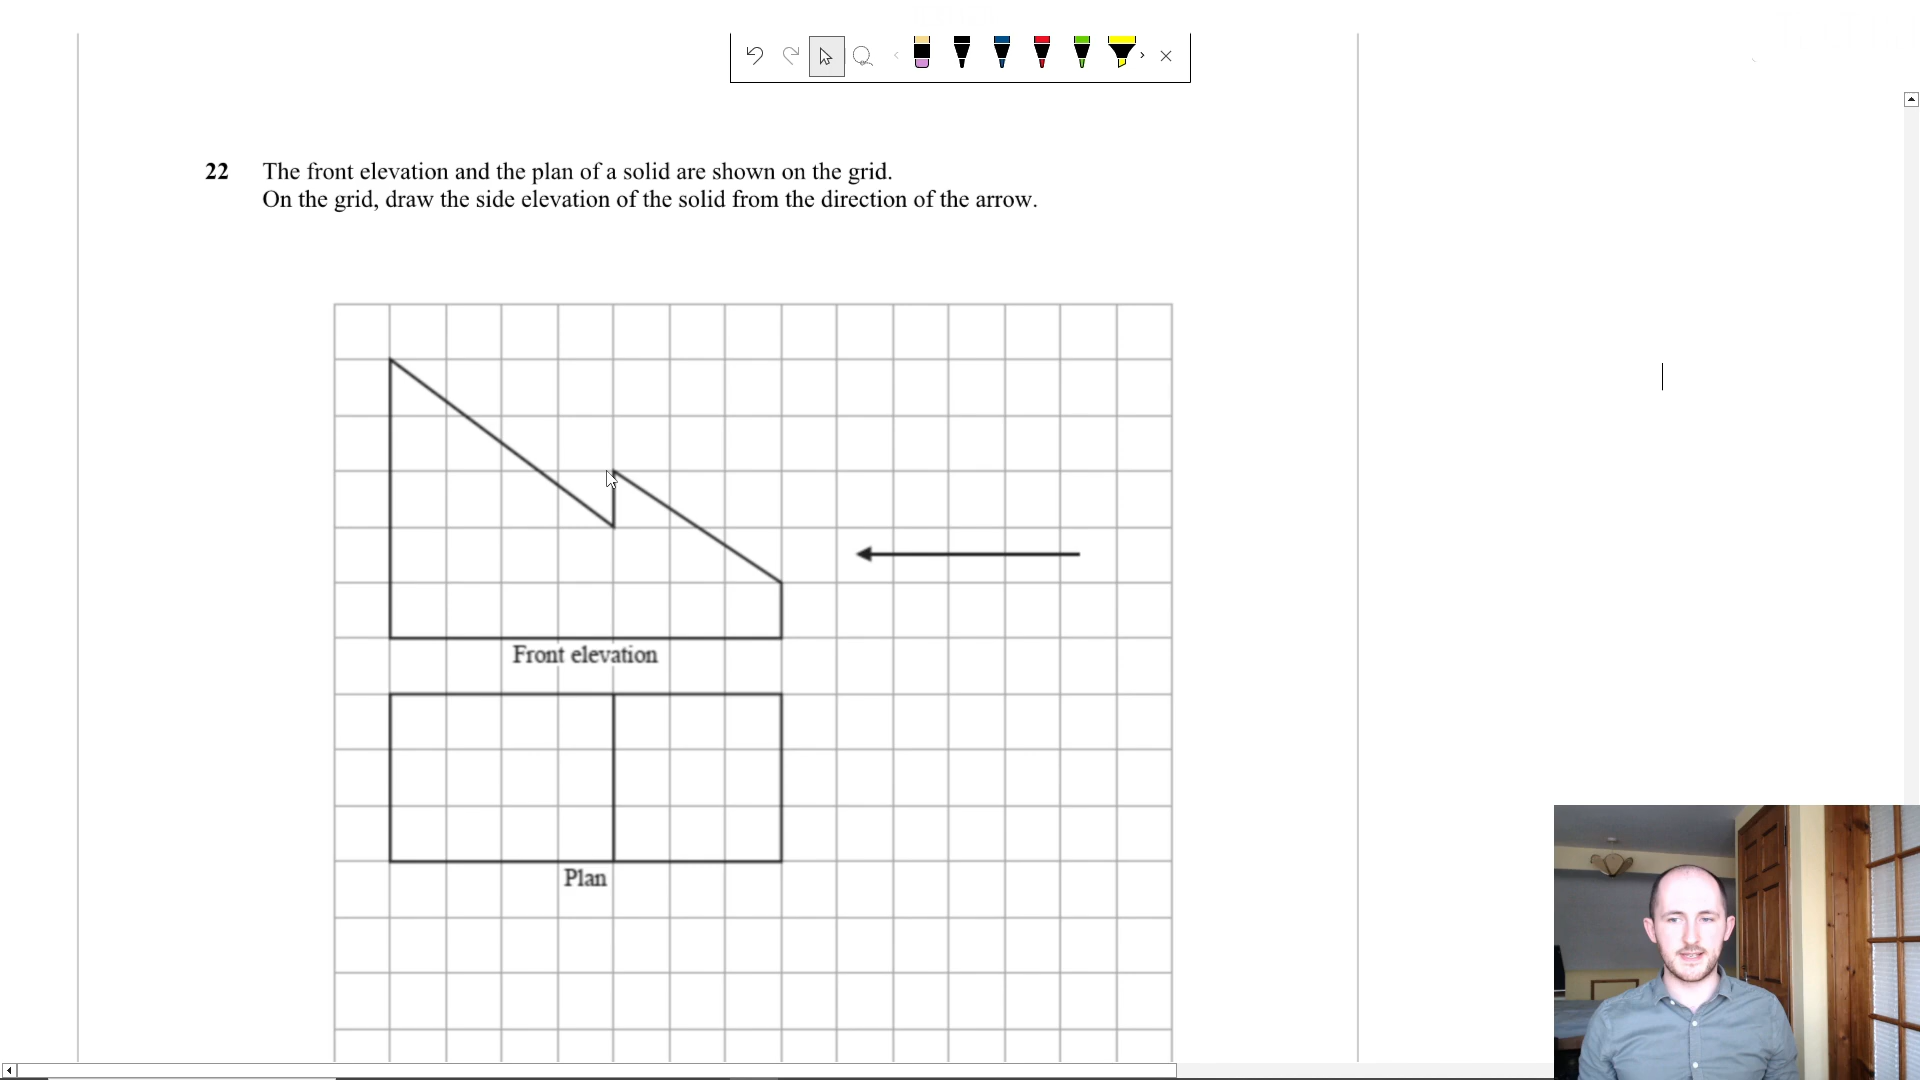 22 The front elevation and the plan of a solid are shown on the grid.
On the grid, draw the side elevation of the solid from the direction of the arrow.
Front elevation
Plan